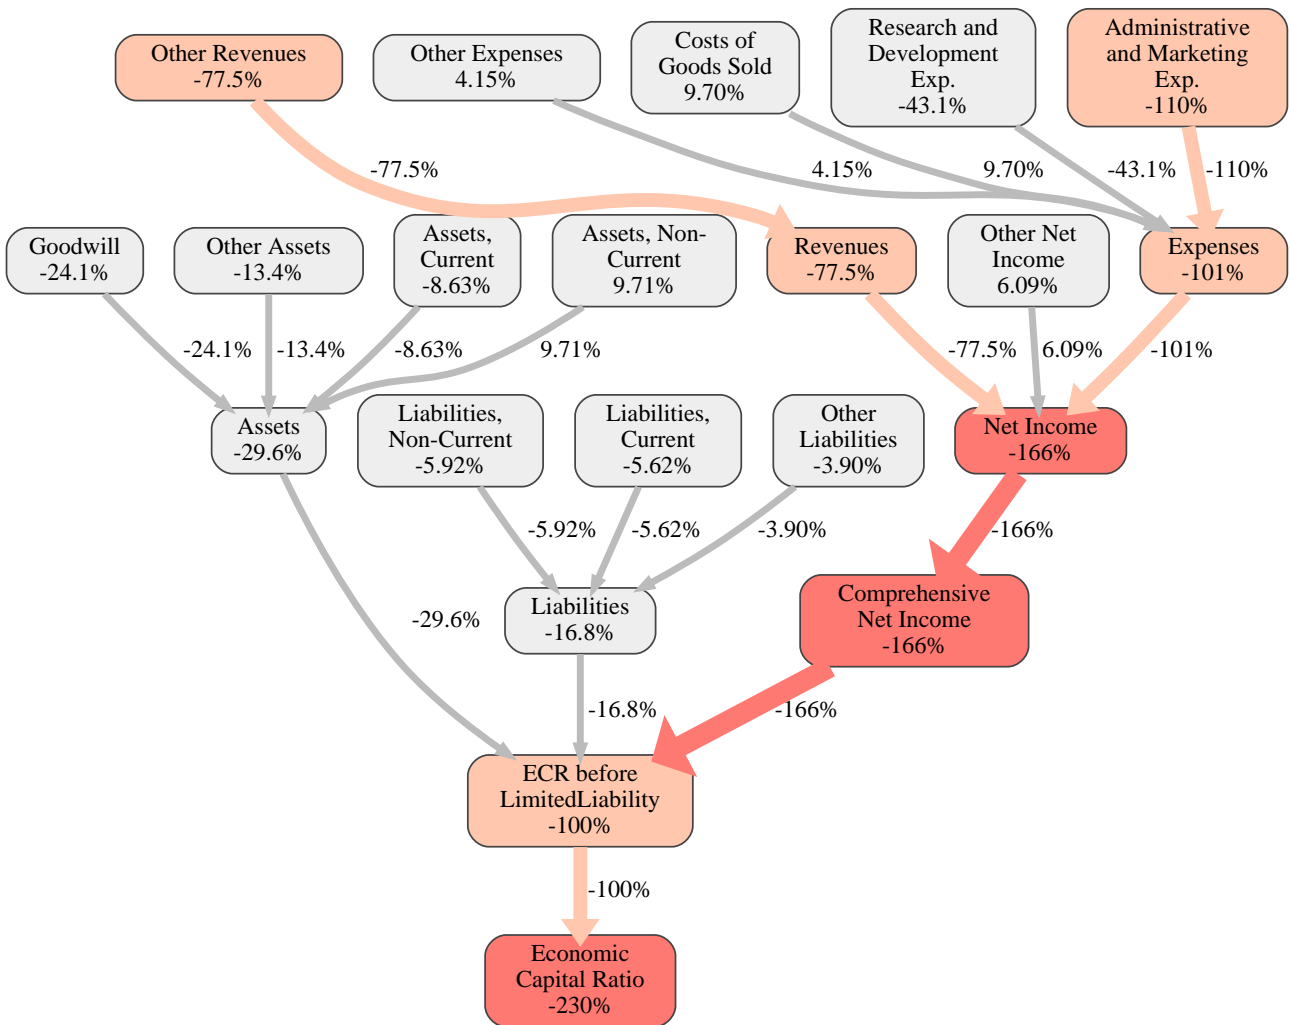 Other Revenues
-77.5%
Other Expenses
4.15%
Costs of
Goods Sold
9.70%
Research and
Development
Exp.
-43.1%
Administrative
and Marketing
Exp.
-110%
-77.5%
4.15%
9.70%
-43.1%
-110%
Goodwill
-24.1%
Other Assets
-13.4%
Assets,
Current
-8.63%
Assets, Non-
Current
9.71%
Revenues
-77.5%
Other Net
Income
6.09%
Expenses
-101%
-24.1%
-13.4%
-8.63%
9.71%
-77.5%
6.09%
-101%
Assets
-29.6%
Liabilities,
Non-Current
-5.92%
Liabilities,
Current
-5.62%
Other
Liabilities
-3.90%
Net Income
-166%
-5.92%
-5.62%
-3.90%
-166%
-29.6%
Liabilities
-16.8%
Comprehensive
Net Income
-166%
-16.8%
-166%
ECR before
LimitedLiability
-100%
-100%
Economic
Capital Ratio
-230%